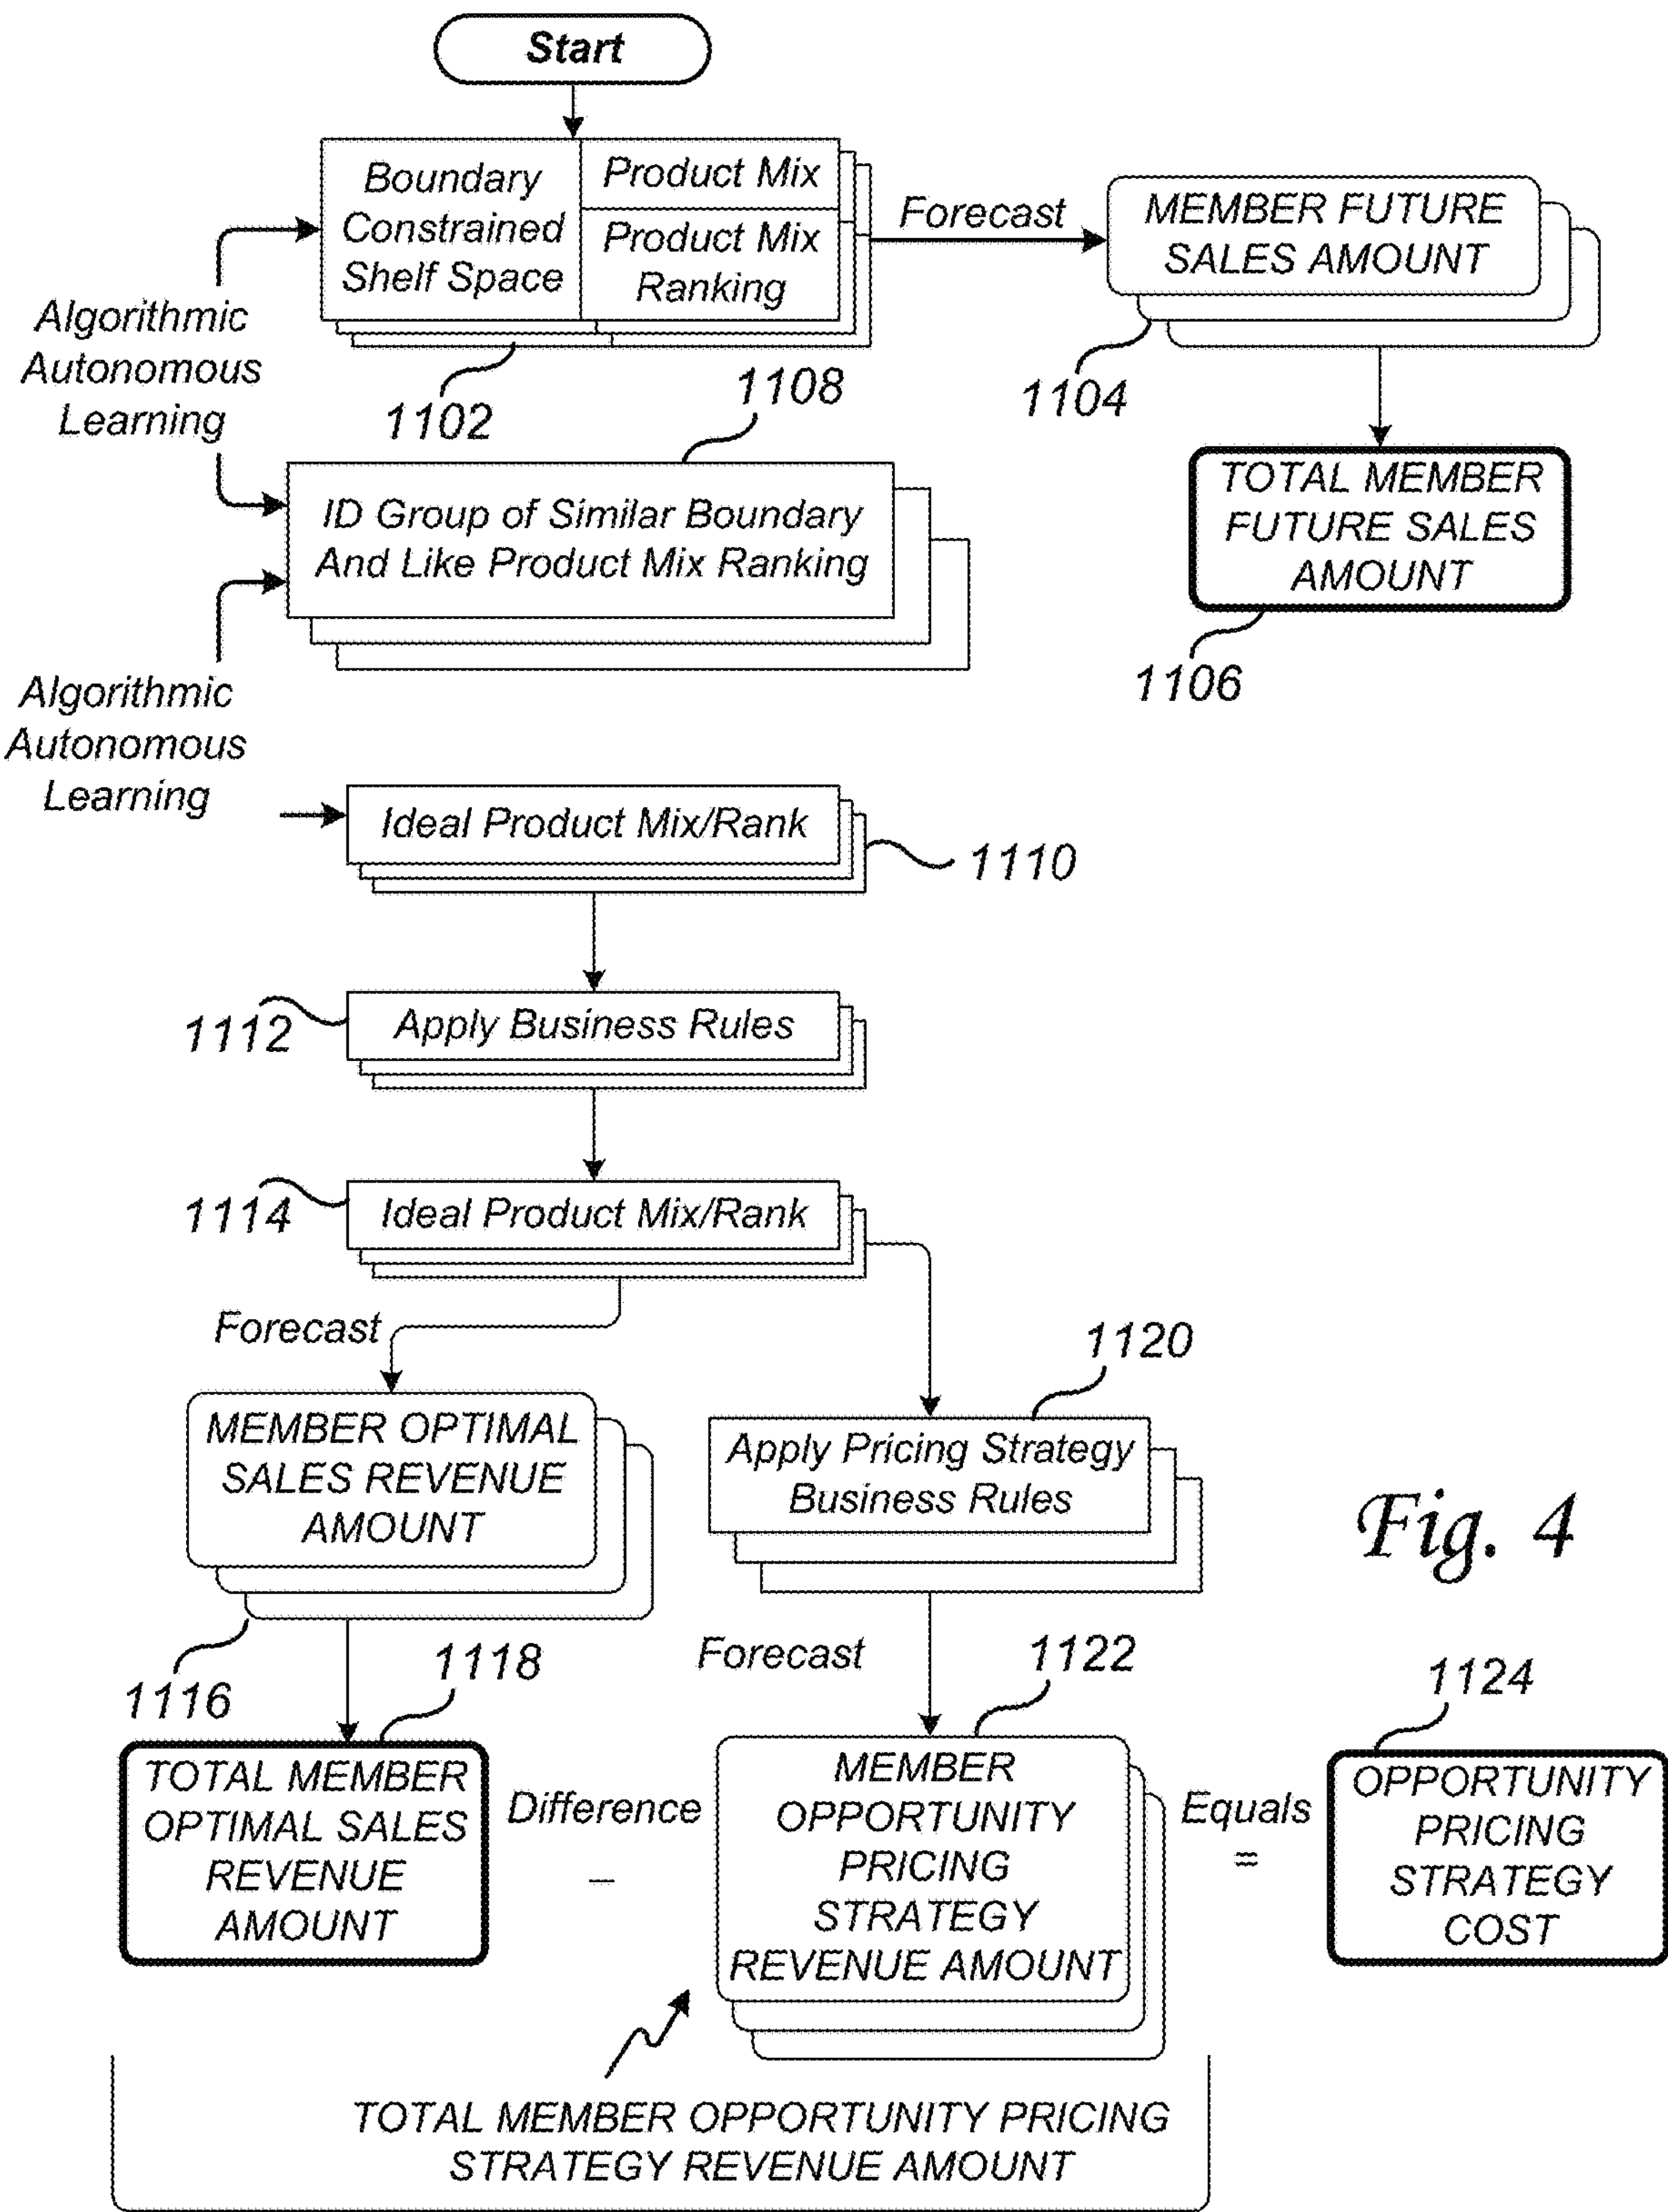 Start
Boundary
Constrained
Shelf Space
Product Mix
Product Mix
Ranking
Forecast
MEMBER FUTURE
SALES AMOUNT
Algorithmic
Autonomous
Learning
1102
1108
1104
ID Group of Similar Boundary
And Like Product Mix Ranking
TOTAL MEMBER
FUTURE SALES
AMOUNT
1106
Algorithmic
Autonomous
Learning
Ideal Product Mix/Rank
1110
1112
Apply Business Rules
1114
Ideal Product Mix/Rank
Forecast
1120
MEMBER OPTIMAL
SALES REVENUE
AMOUNT
Apply Pricing Strategy
Business Rules
Fig. 4
1116
1118
Forecast
1122
1124
TOTAL MEMBER
OPTIMAL SALES
REVENUE
AMOUNT
Difference
–
MEMBER
OPPORTUNITY
PRICING
STRATEGY
REVENUE AMOUNT
Equals
=
OPPORTUNITY
PRICING
STRATEGY
COST
TOTAL MEMBER OPPORTUNITY PRICING
STRATEGY REVENUE AMOUNT